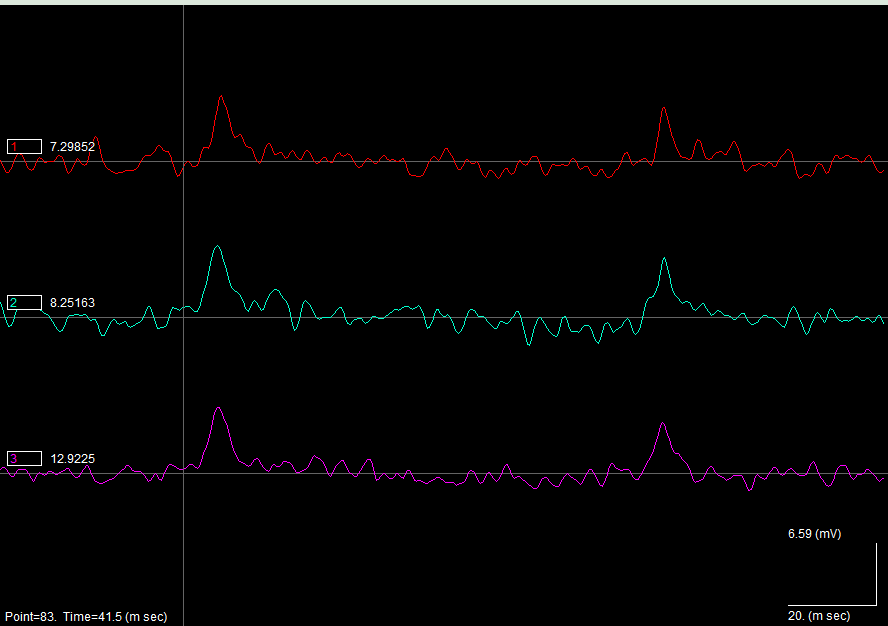 1 7.29852
2 8.25163
3 12.9225
6.59 (mV)
20. (m sec)
Point=83. Time=41.5 (m sec)